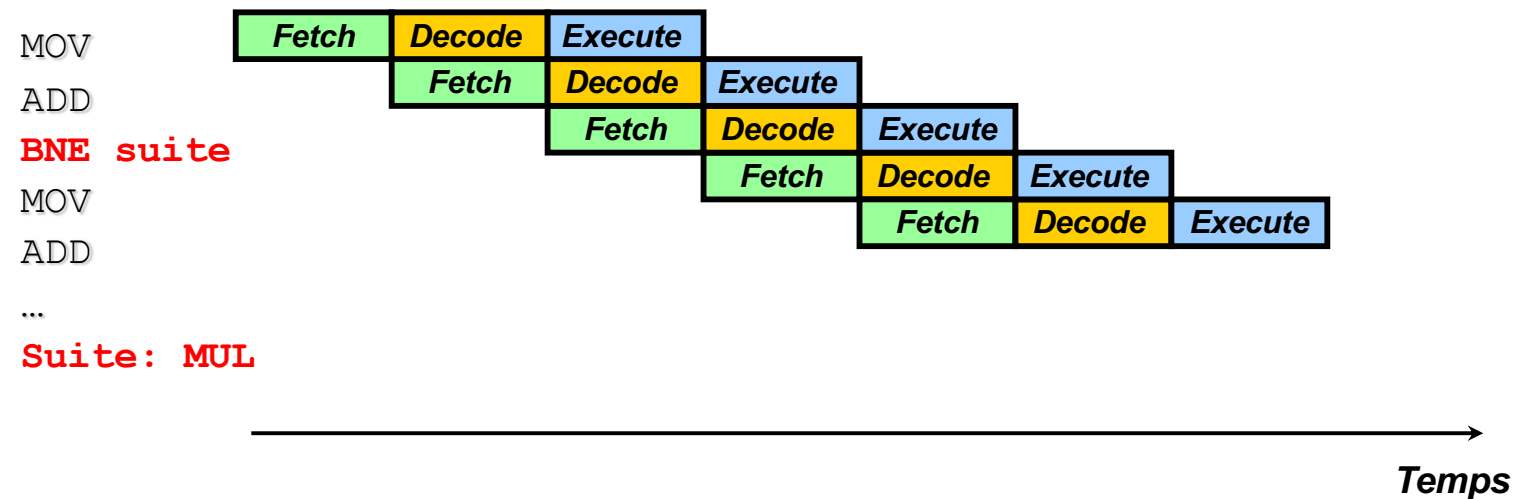 MOV Fetch Decode Execute
ADD Fetch Decode Execute
BNE suite Fetch Decode Execute
MOV Fetch Decode Execute
ADD Fetch Decode Execute
…
Suite: MUL
Temps